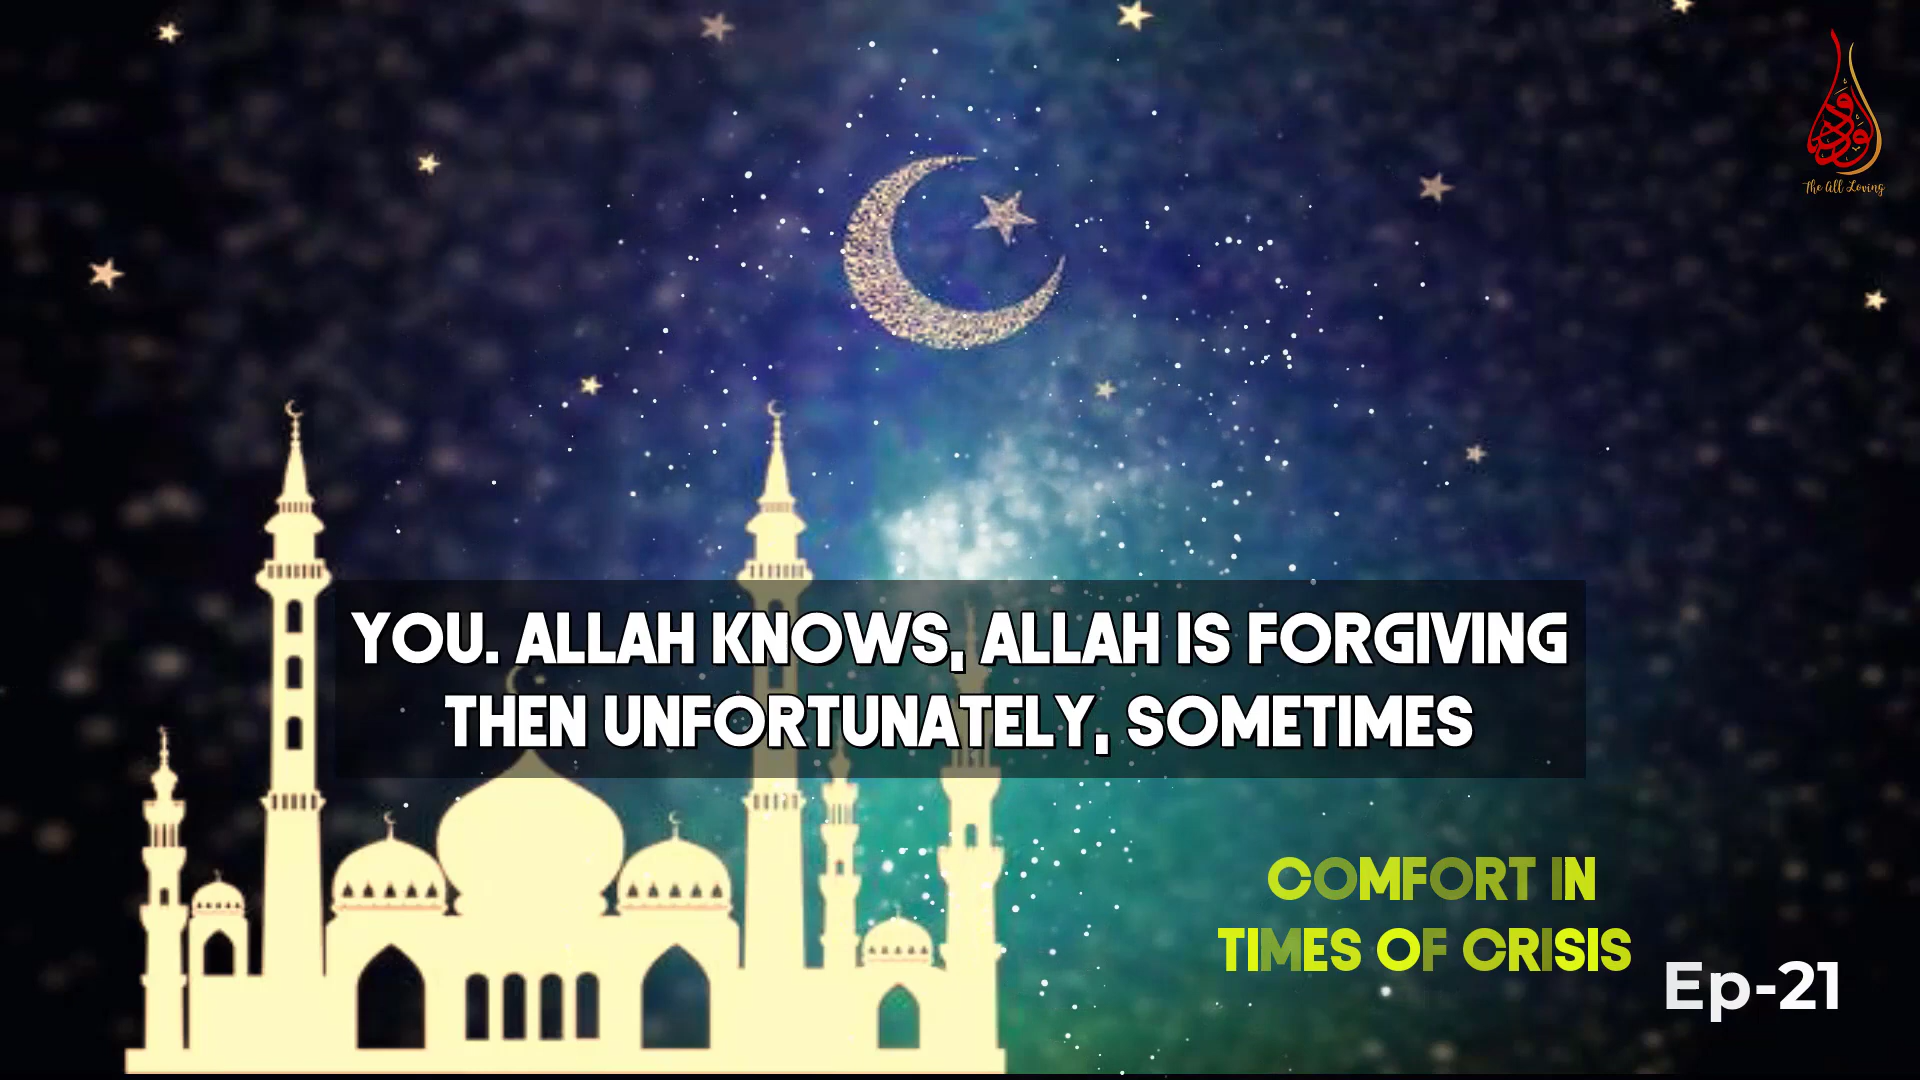 الودود
The All Loving
YOU. ALLAH KNOWS, ALLAH IS FORGIVING
THEN UNFORTUNATELY, SOMETIMES
COMFORT IN
TIMES OF CRISIS
Ep-21